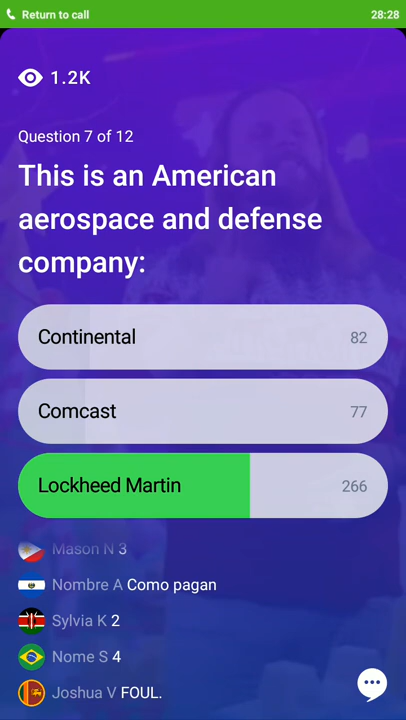 Return to call 28:28
1.2K
Question 7 of 12
This is an American
aerospace and defense
company:
Continental 82
Comcast 77
Lockheed Martin 266
Mason N 3
Nombre A Como pagan
Sylvia K 2
Nome S 4
Joshua V FOUL.